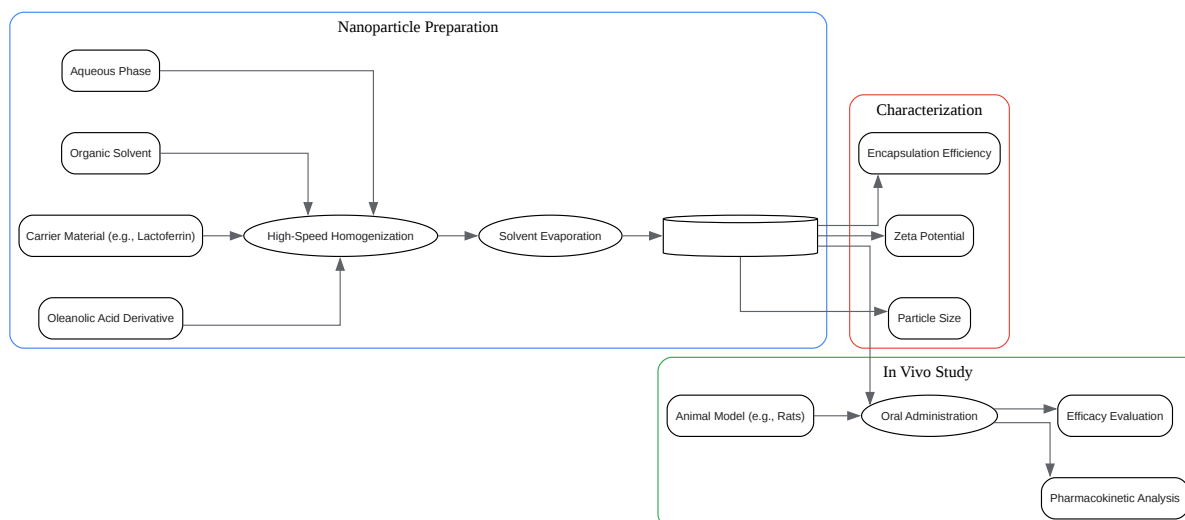 Nanoparticle Preparation
Aqueous Phase
Organic Solvent
Carrier Material (e.g., Lactoferrin)
High-Speed Homogenization
Solvent Evaporation
Oleanolic Acid Derivative
Characterization
Encapsulation Efficiency
Zeta Potential
Particle Size
In Vivo Study
Animal Model (e.g., Rats)
Oral Administration
Efficacy Evaluation
Pharmacokinetic Analysis